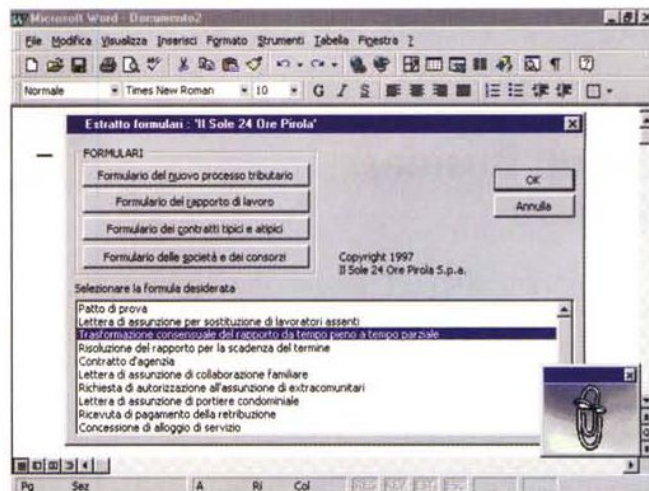 Microsoft Word - Documento2
File Modifica Visualizza Inserisci Formato Strumenti Tabella Finestra ?
Normale Times New Roman 10 G I S
Estratto formulari : 'Il Sole 24 Ore Pirola'
FORMULARI
Formulario del nuovo processo tributario
Formulario del rapporto di lavoro
Formulario dei contratti tipici e atipici
Formulario delle società e dei consorzi
OK
Annulla
Copyright 1997
Il Sole 24 Ore Pirola S.p.a.
Selezionare la formula desiderata
Patto di prova
Lettera di assunzione per sostituzione di lavoratori assenti
Trasformazione consensuale del rapporto da tempo pieno a tempo parziale
Risoluzione del rapporto per la scadenza del termine
Contratto d'agenzia
Lettera di assunzione di collaborazione familiare
Richiesta di autorizzazione all'assunzione di extracomunitari
Lettera di assunzione di portiere condominiale
Ricevuta di pagamento della retribuzione
Concessione di alloggio di servizio
Pg Sez A Ri Col